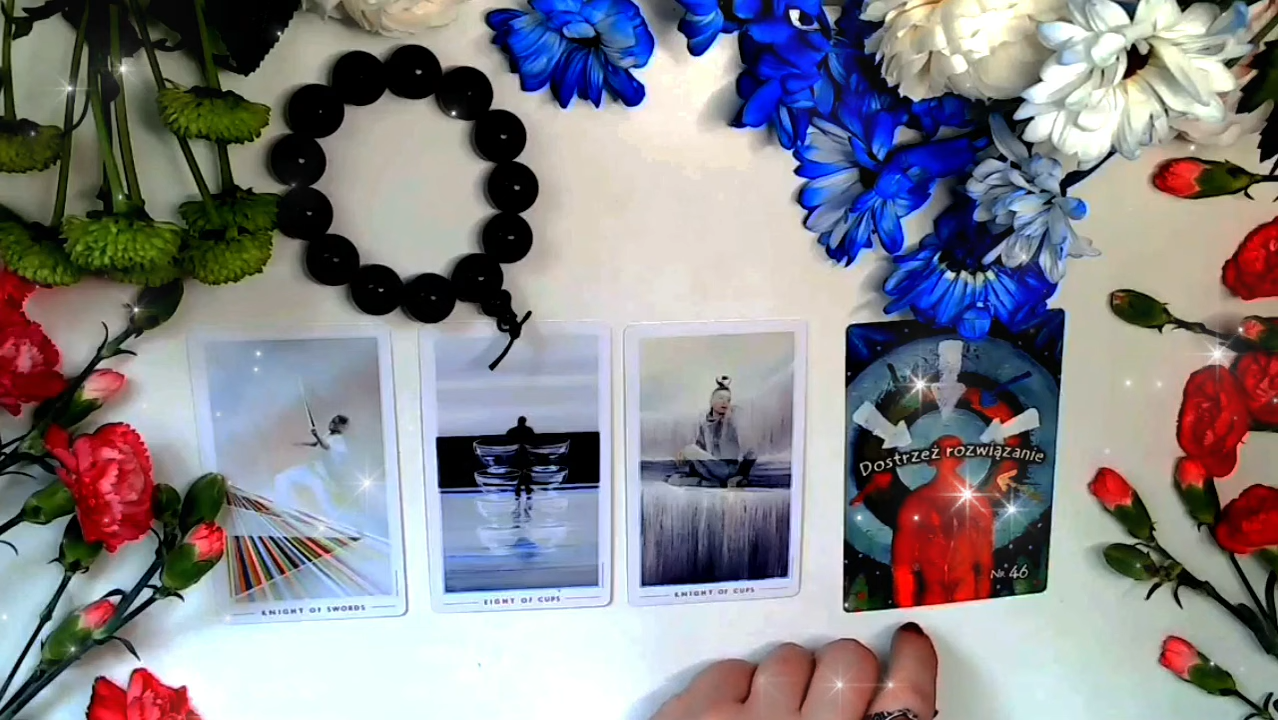 KNIGHT OF SWORDS
EIGHT OF CUPS
KNIGHT OF CUPS
Dostrzeż rozwiązanie
Nr. 46